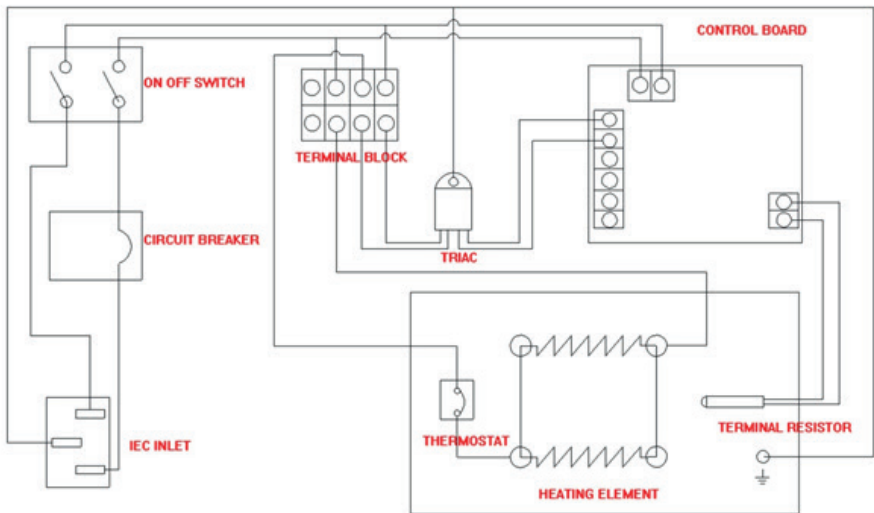 CONTROL BOARD
ON OFF SWITCH
TERMINAL BLOCK
CIRCUIT BREAKER
TRIAC
IEC INLET
THERMOSTAT
TERMINAL RESISTOR
HEATING ELEMENT